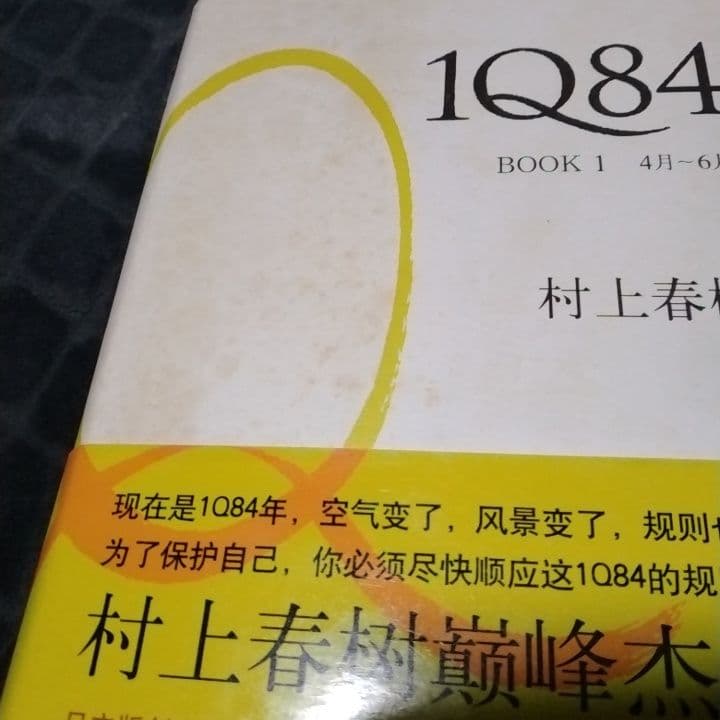 1Q84
BOOK 1 4月~6月
村上春
现在是1Q84年，空气变了，风景变了，规则
为了保护自己，你必须尽快顺应这1Q84的规
村上春树巅峰杰